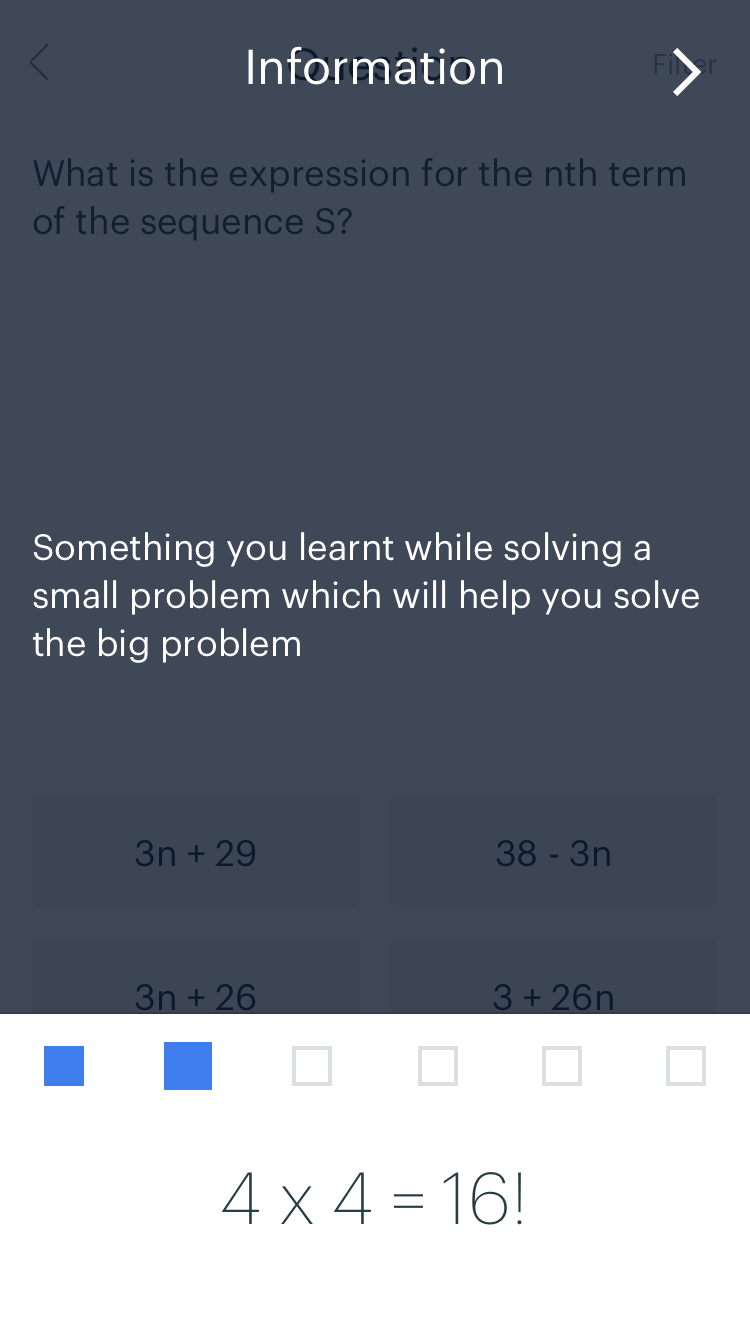 Information
Question
Filter
What is the expression for the nth term
of the sequence S?
Something you learnt while solving a
small problem which will help you solve
the big problem
3n + 29
38 - 3n
3n + 26
3 + 26n
4 x 4 = 16!